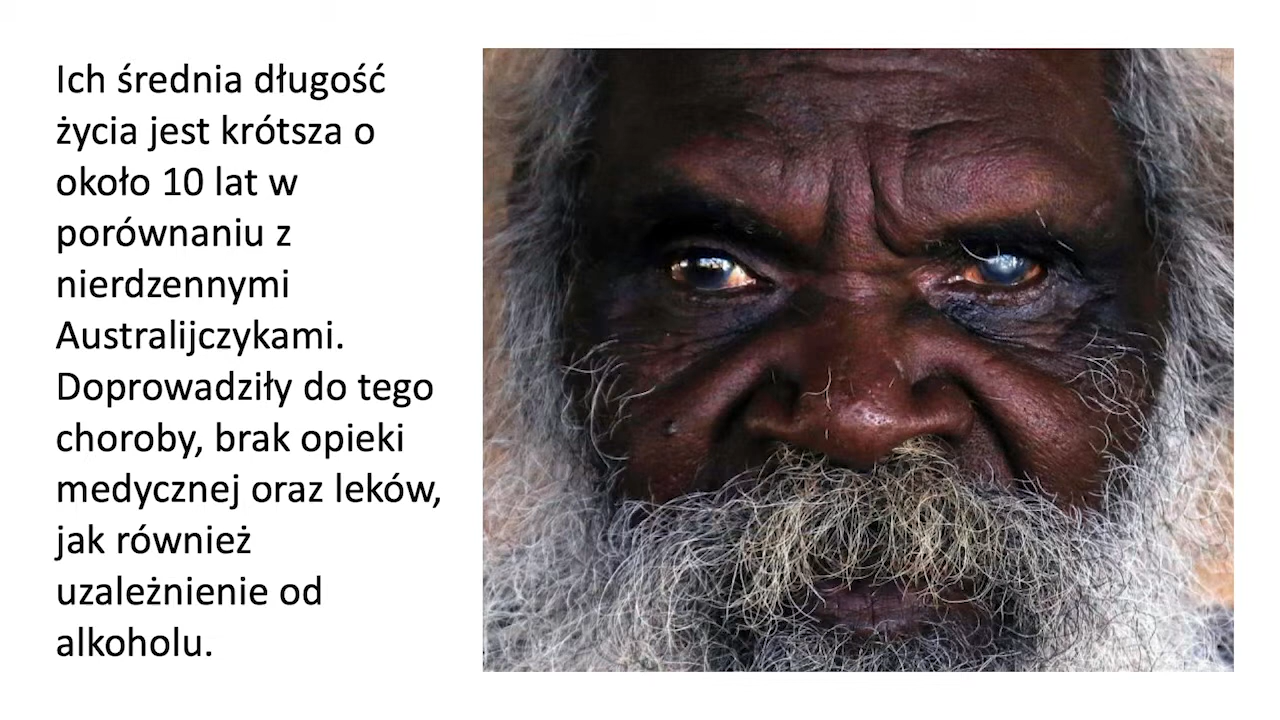 Ich średnia długość
życia jest krótsza o
około 10 lat w
porównaniu z
nierdzennymi
Australijczykami.
Doprowadziły do tego
choroby, brak opieki
medycznej oraz leków,
jak również
uzależnienie od
alkoholu.